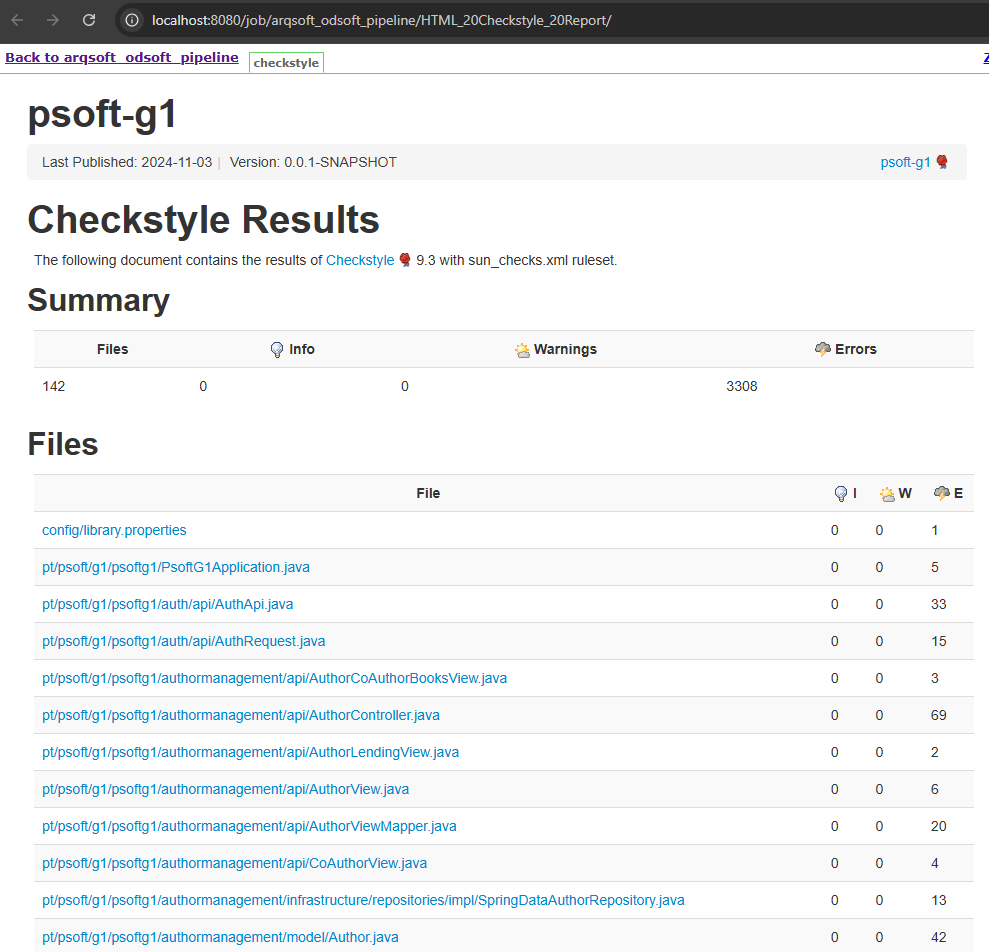 localhost:8080/job/arqsoft_odsoft_pipeline/HTML_20Checkstyle_20Report/
Back to arqsoft_odsoft_pipeline checkstyle Z
psoft-g1
Last Published: 2024-11-03 | Version: 0.0.1-SNAPSHOT psoft-g1
Checkstyle Results
The following document contains the results of Checkstyle 9.3 with sun_checks.xml ruleset.
Summary
Files Info Warnings Errors
142 0 0 3308
Files
File I W E
config/library.properties 0 0 1
pt/psoft/g1/psoftg1/PsoftG1Application.java 0 0 5
pt/psoft/g1/psoftg1/auth/api/AuthApi.java 0 0 33
pt/psoft/g1/psoftg1/auth/api/AuthRequest.java 0 0 15
pt/psoft/g1/psoftg1/authormanagement/api/AuthorCoAuthorBooksView.java 0 0 3
pt/psoft/g1/psoftg1/authormanagement/api/AuthorController.java 0 0 69
pt/psoft/g1/psoftg1/authormanagement/api/AuthorLendingView.java 0 0 2
pt/psoft/g1/psoftg1/authormanagement/api/AuthorView.java 0 0 6
pt/psoft/g1/psoftg1/authormanagement/api/AuthorViewMapper.java 0 0 20
pt/psoft/g1/psoftg1/authormanagement/api/CoAuthorView.java 0 0 4
pt/psoft/g1/psoftg1/authormanagement/infrastructure/repositories/impl/SpringDataAuthorRepository.java 0 0 13
pt/psoft/g1/psoftg1/authormanagement/model/Author.java 0 0 42